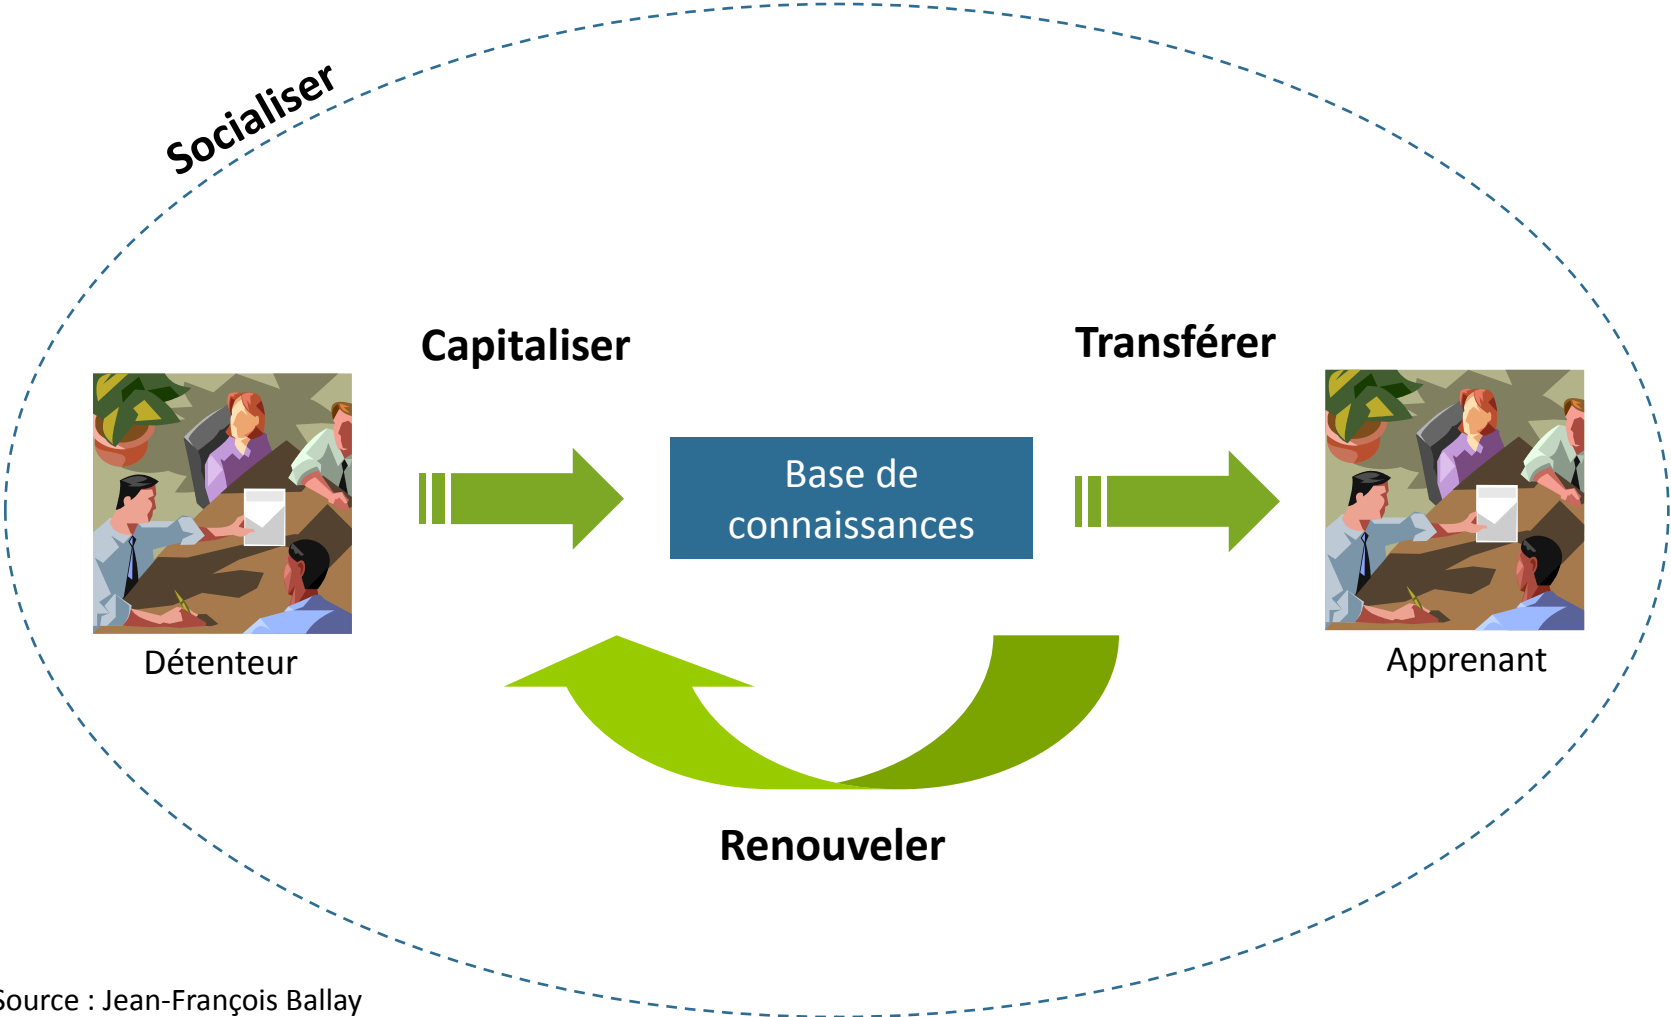 Socialiser
Capitaliser
Transférer
Base de
connaissances
Détenteur
Apprenant
Renouveler
Source : Jean-François Ballay